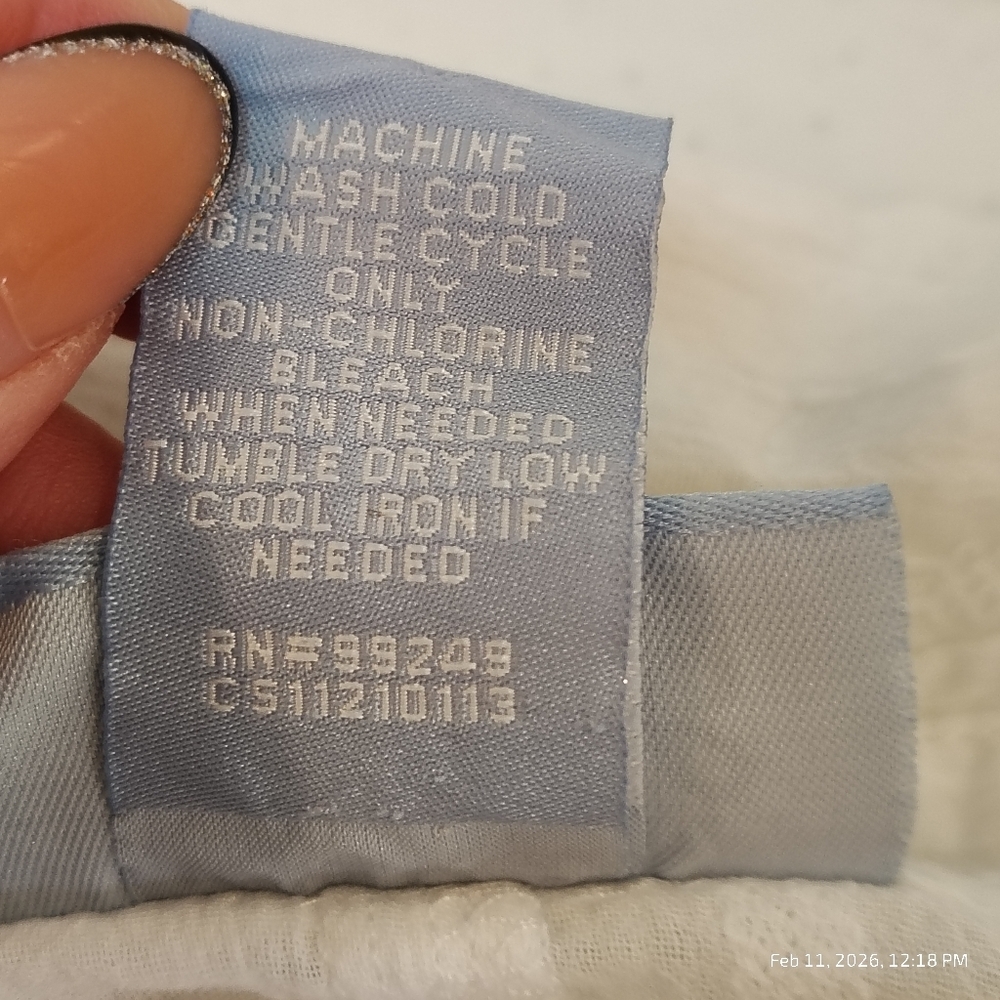 MACHINE
WASH COLD
GENTLE CYCLE
ONLY
NON-CHLORINE
BLEACH
WHEN NEEDED
TUMBLE DRY LOW
COOL IRON IF
NEEDED
RN#99249
CS11210113
Feb 11, 2026, 12:18 PM